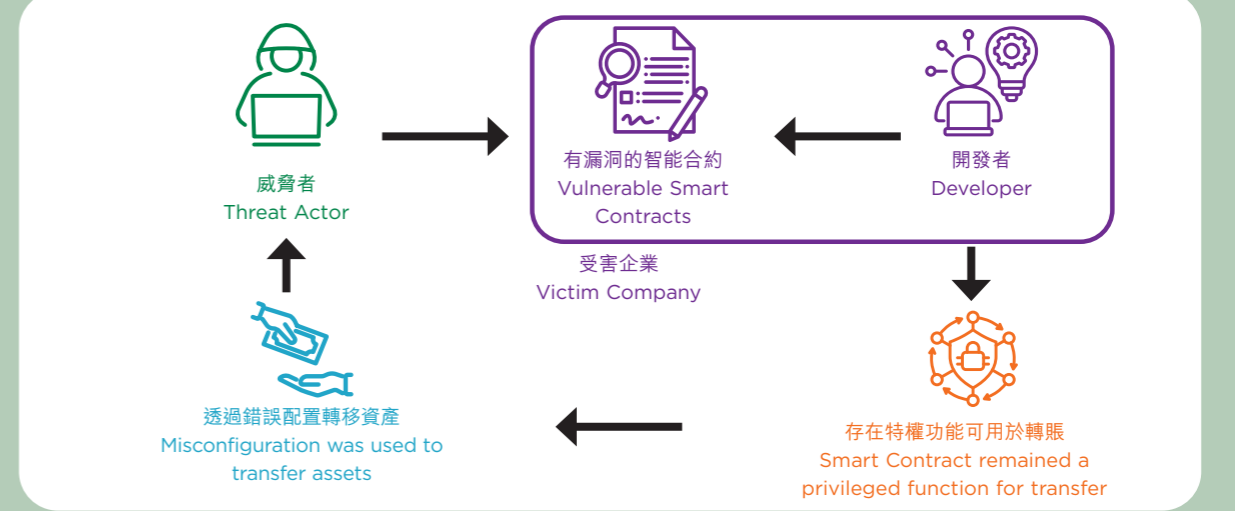 威脅者
Threat Actor
有漏洞的智能合約
Vulnerable Smart
Contracts
開發者
Developer
受害企業
Victim Company
存在特權功能可用於轉賬
Smart Contract remained a
privileged function for transfer
透過錯誤配置轉移資產
Misconfiguration was used to
transfer assets